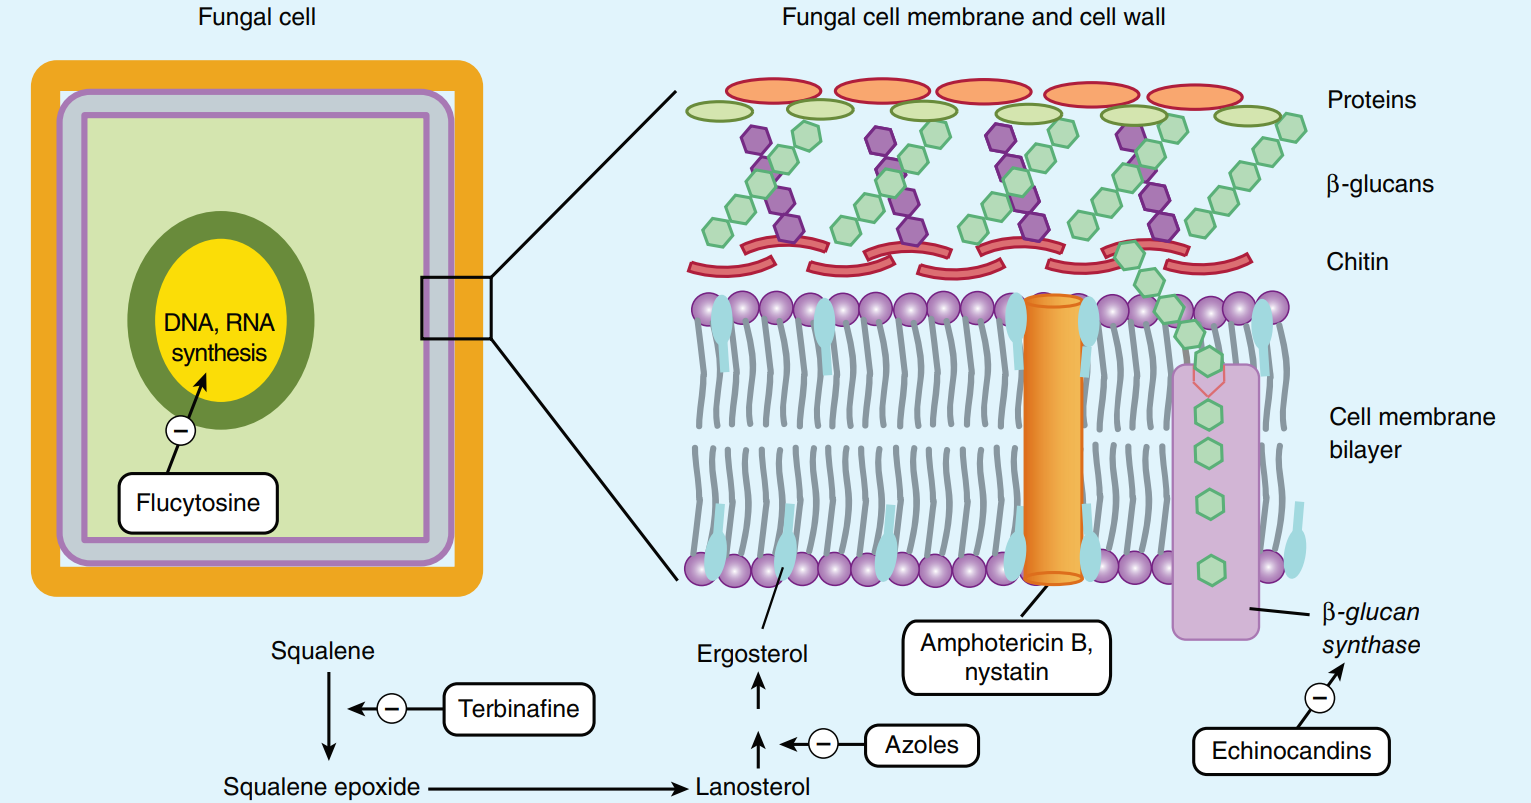 Fungal cell
Fungal cell membrane and cell wall
Proteins
β-glucans
Chitin
DNA, RNA
synthesis
−
Flucytosine
Cell membrane
bilayer
β-glucan
synthase
Squalene
−
Terbinafine
Squalene epoxide
Ergosterol
−
Azoles
Lanosterol
Amphotericin B,
nystatin
−
Echinocandins